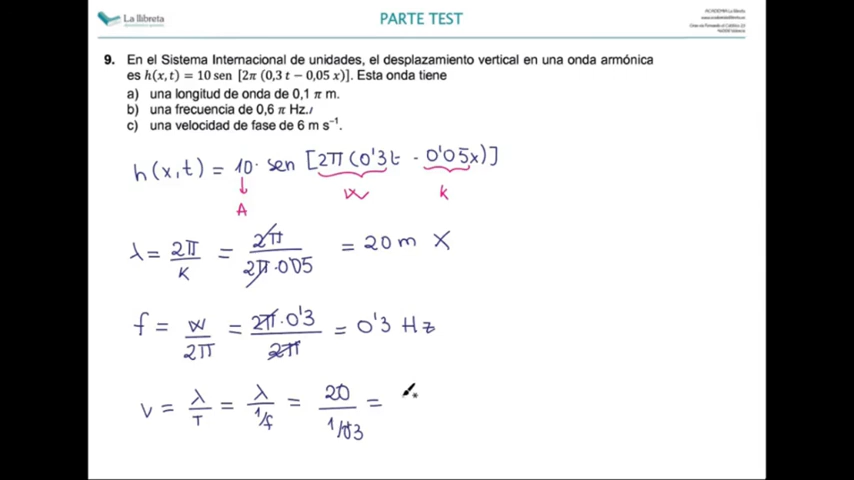 La llibreta
PARTE TEST
9. En el Sistema Internacional de unidades, el desplazamiento vertical en una onda armónica
es h(x, t) = 10 sen [2π (0,3 t − 0,05 x)]. Esta onda tiene
a) una longitud de onda de 0,1 π m.
b) una frecuencia de 0,6 π Hz.
c) una velocidad de fase de 6 m s⁻¹.
h(x,t) = 10· sen [2π(0'3t - 0'05x)]
A w k
λ = 2π/K = 2π/2π·0'05 = 20 m X
f = w/2π = 2π·0'3/2π = 0'3 Hz
v = λ/T = λ/1/f = 20/1/0'3 =